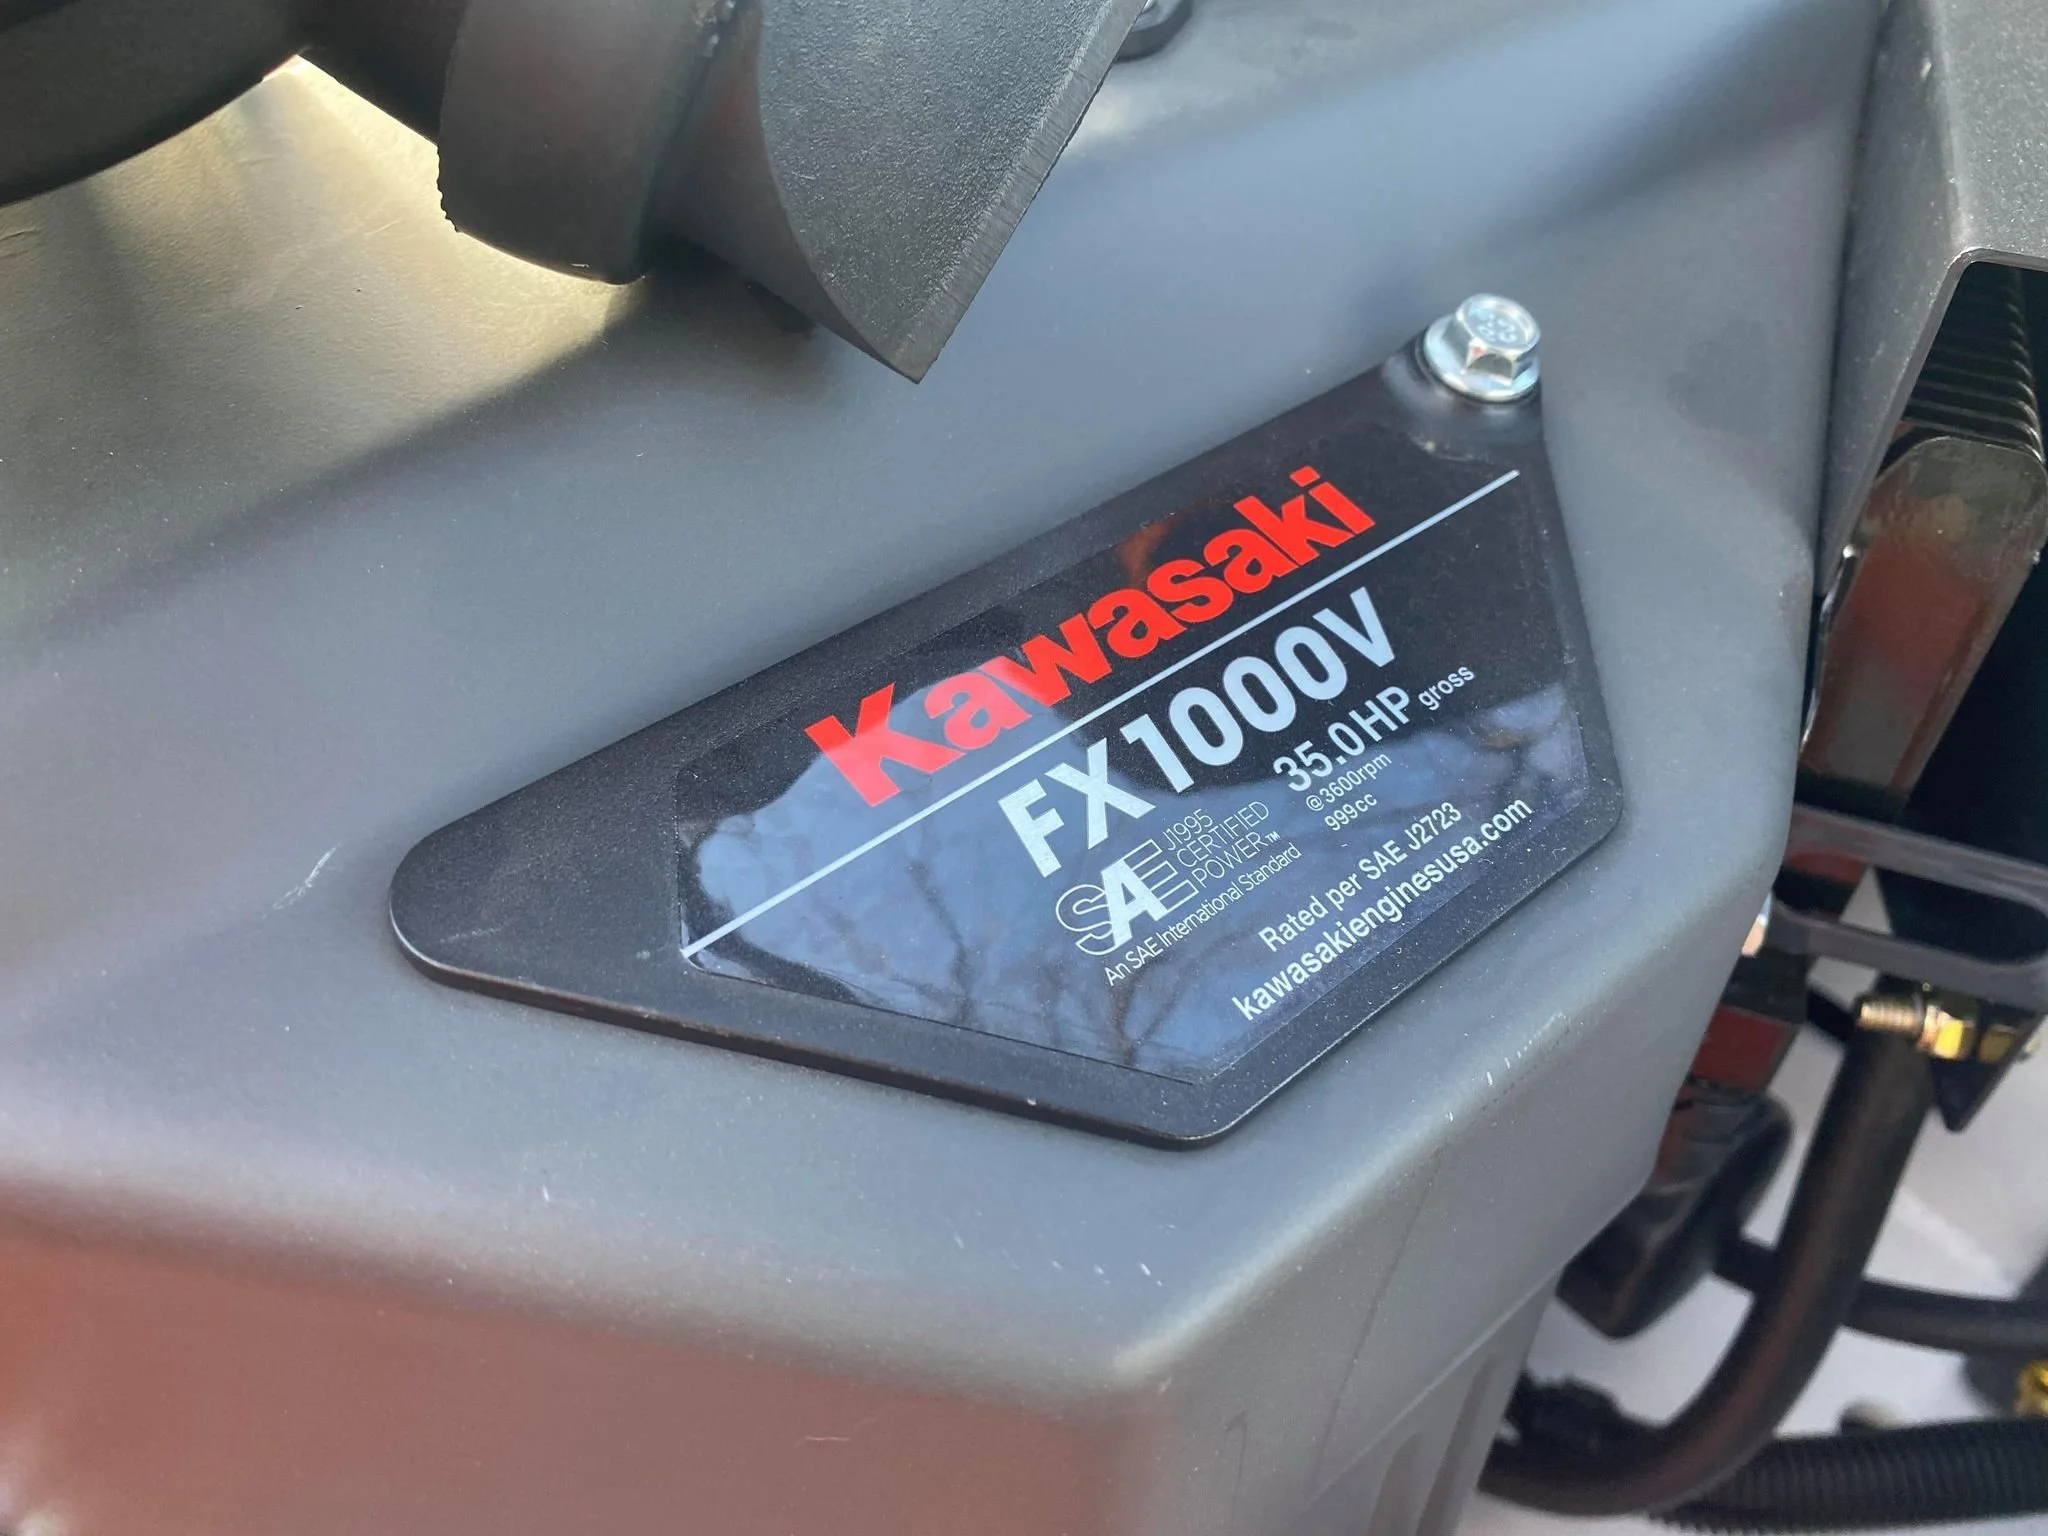 Kawasaki
FX1000V
35.0HP gross
@3600rpm
999cc
SAE J1995
CERTIFIED
POWER™
An SAE International Standard
Rated per SAE J2723
kawasakienginesusa.com